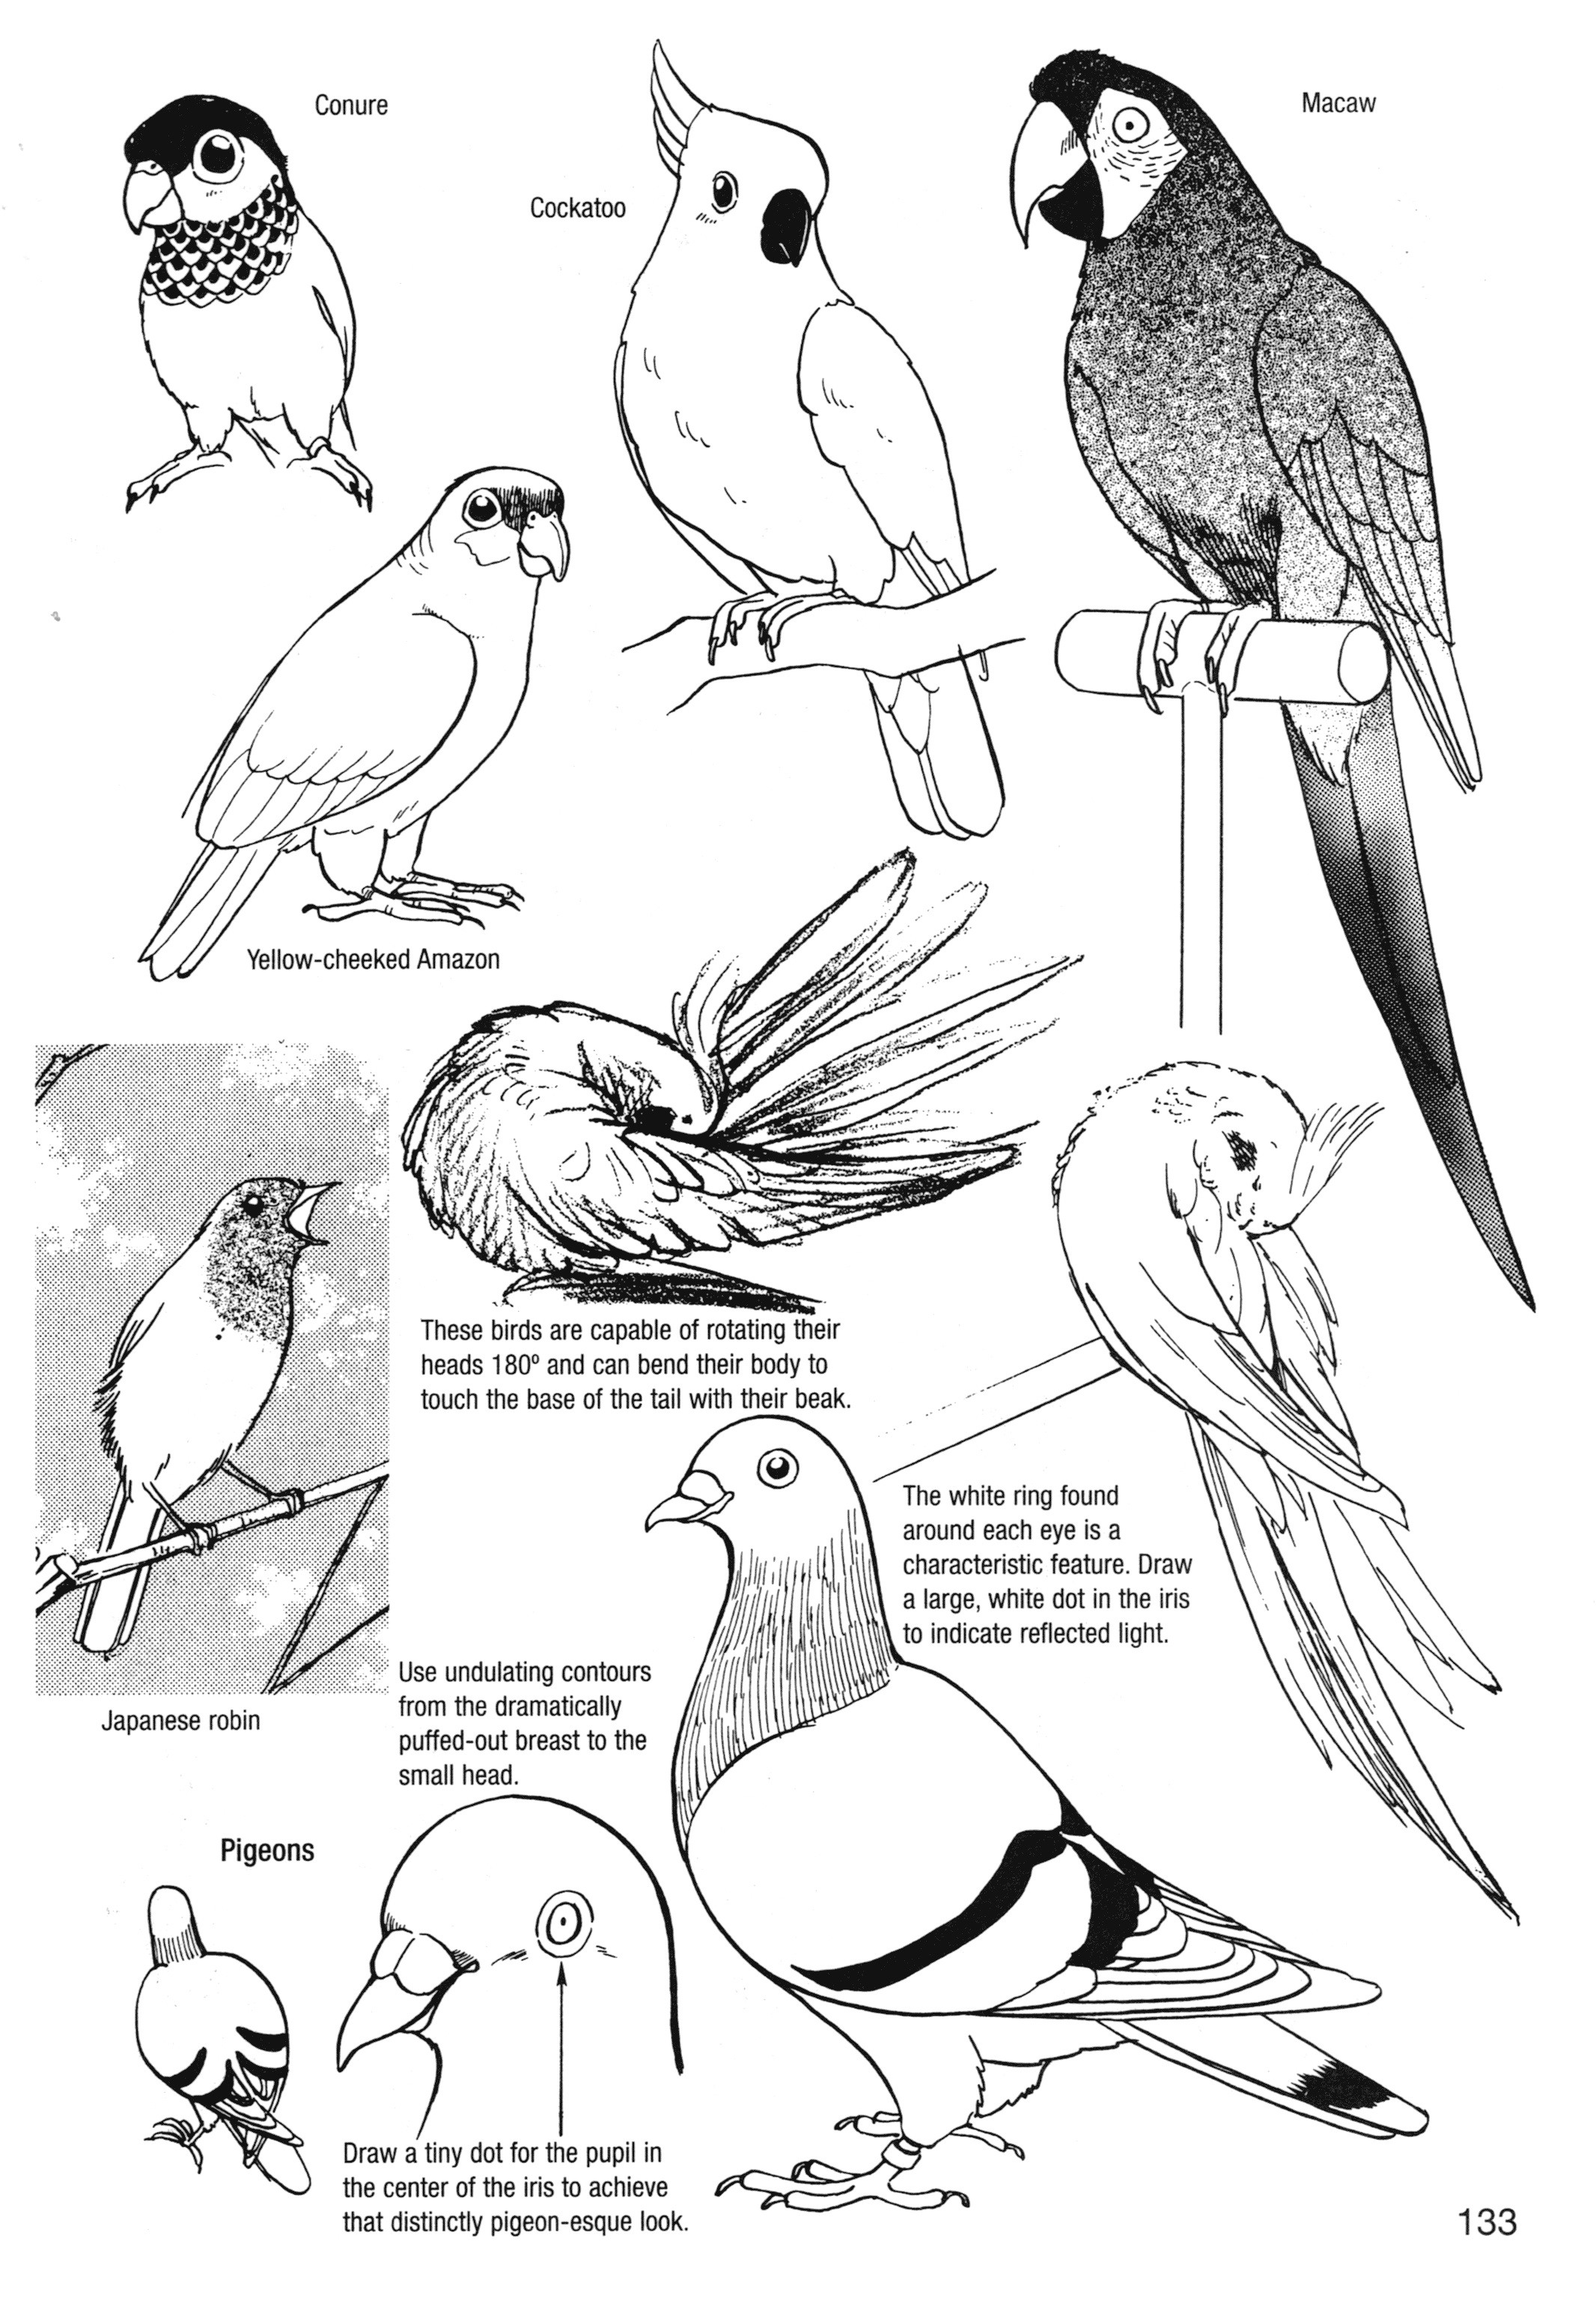 Conure
Macaw
Cockatoo
Yellow-cheeked Amazon
These birds are capable of rotating their
heads 180º and can bend their body to
touch the base of the tail with their beak.
The white ring found
around each eye is a
characteristic feature. Draw
a large, white dot in the iris
to indicate reflected light.
Japanese robin
Use undulating contours
from the dramatically
puffed-out breast to the
small head.
Pigeons
Draw a tiny dot for the pupil in
the center of the iris to achieve
that distinctly pigeon-esque look.
133